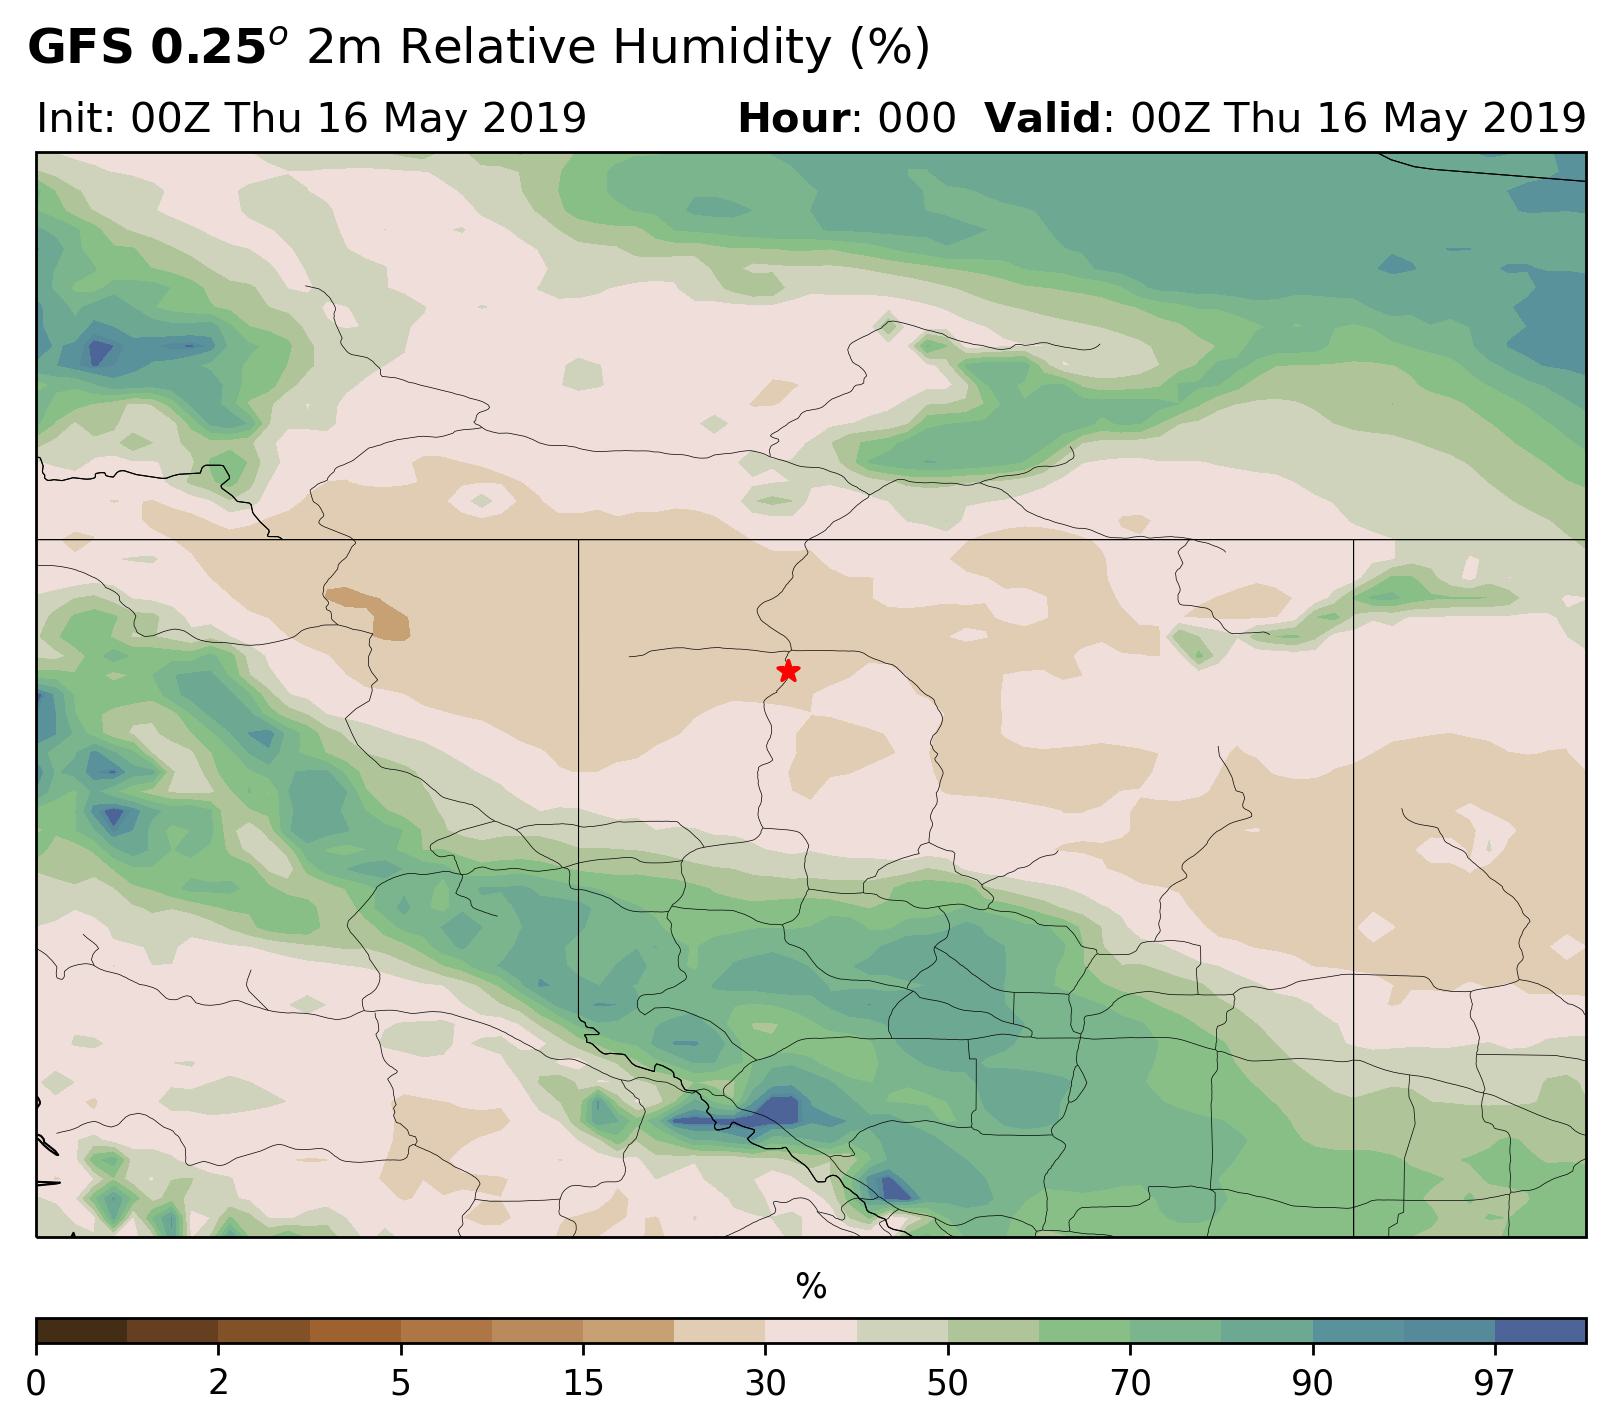 GFS 0.25° 2m Relative Humidity (%)
Init: 00Z Thu 16 May 2019 Hour: 000 Valid: 00Z Thu 16 May 2019
%
0 2 5 15 30 50 70 90 97